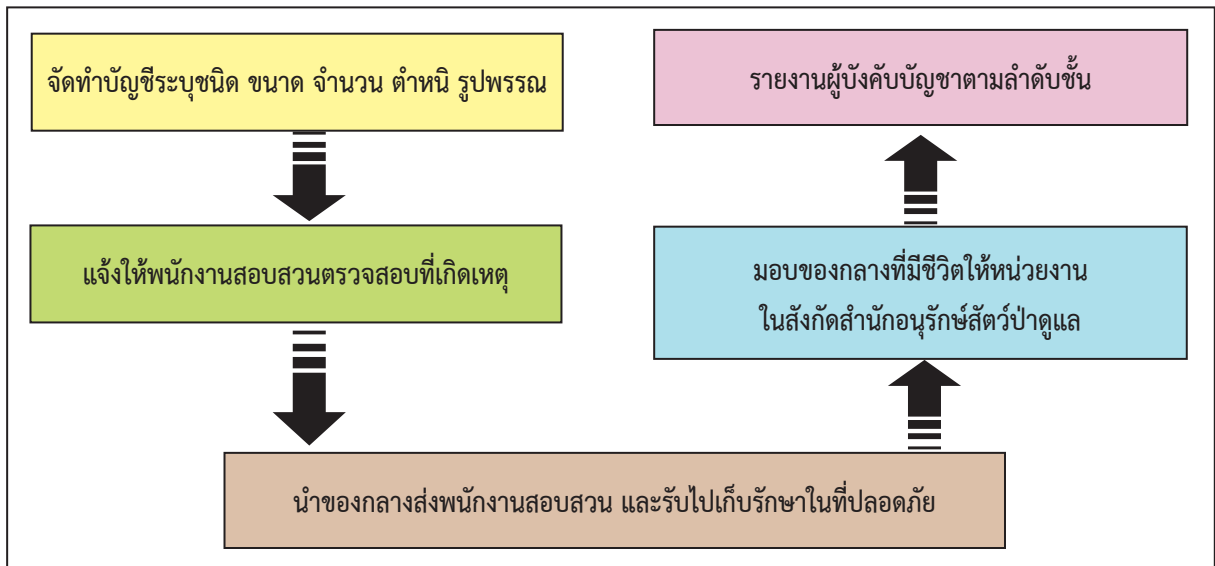 จัดทำบัญชีระบุชนิด ขนาด จำนวน ตำหนิ รูปพรรณ
แจ้งให้พนักงานสอบสวนตรวจสอบที่เกิดเหตุ
นำของกลางส่งพนักงานสอบสวน และรับไปเก็บรักษาในที่ปลอดภัย
มอบของกลางที่มีชีวิตให้หน่วยงาน
ในสังกัดสำนักอนุรักษ์สัตว์ป่าดูแล
รายงานผู้บังคับบัญชาตามลำดับชั้น